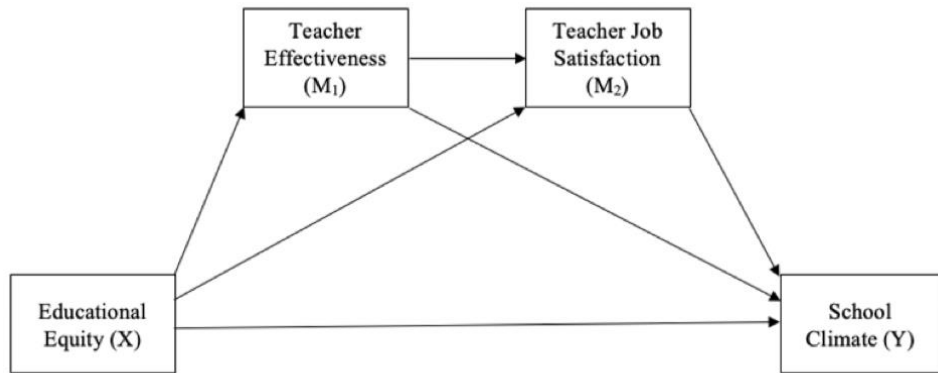 Teacher
Effectiveness
(M₁)
Teacher Job
Satisfaction
(M₂)
Educational
Equity (X)
School
Climate (Y)